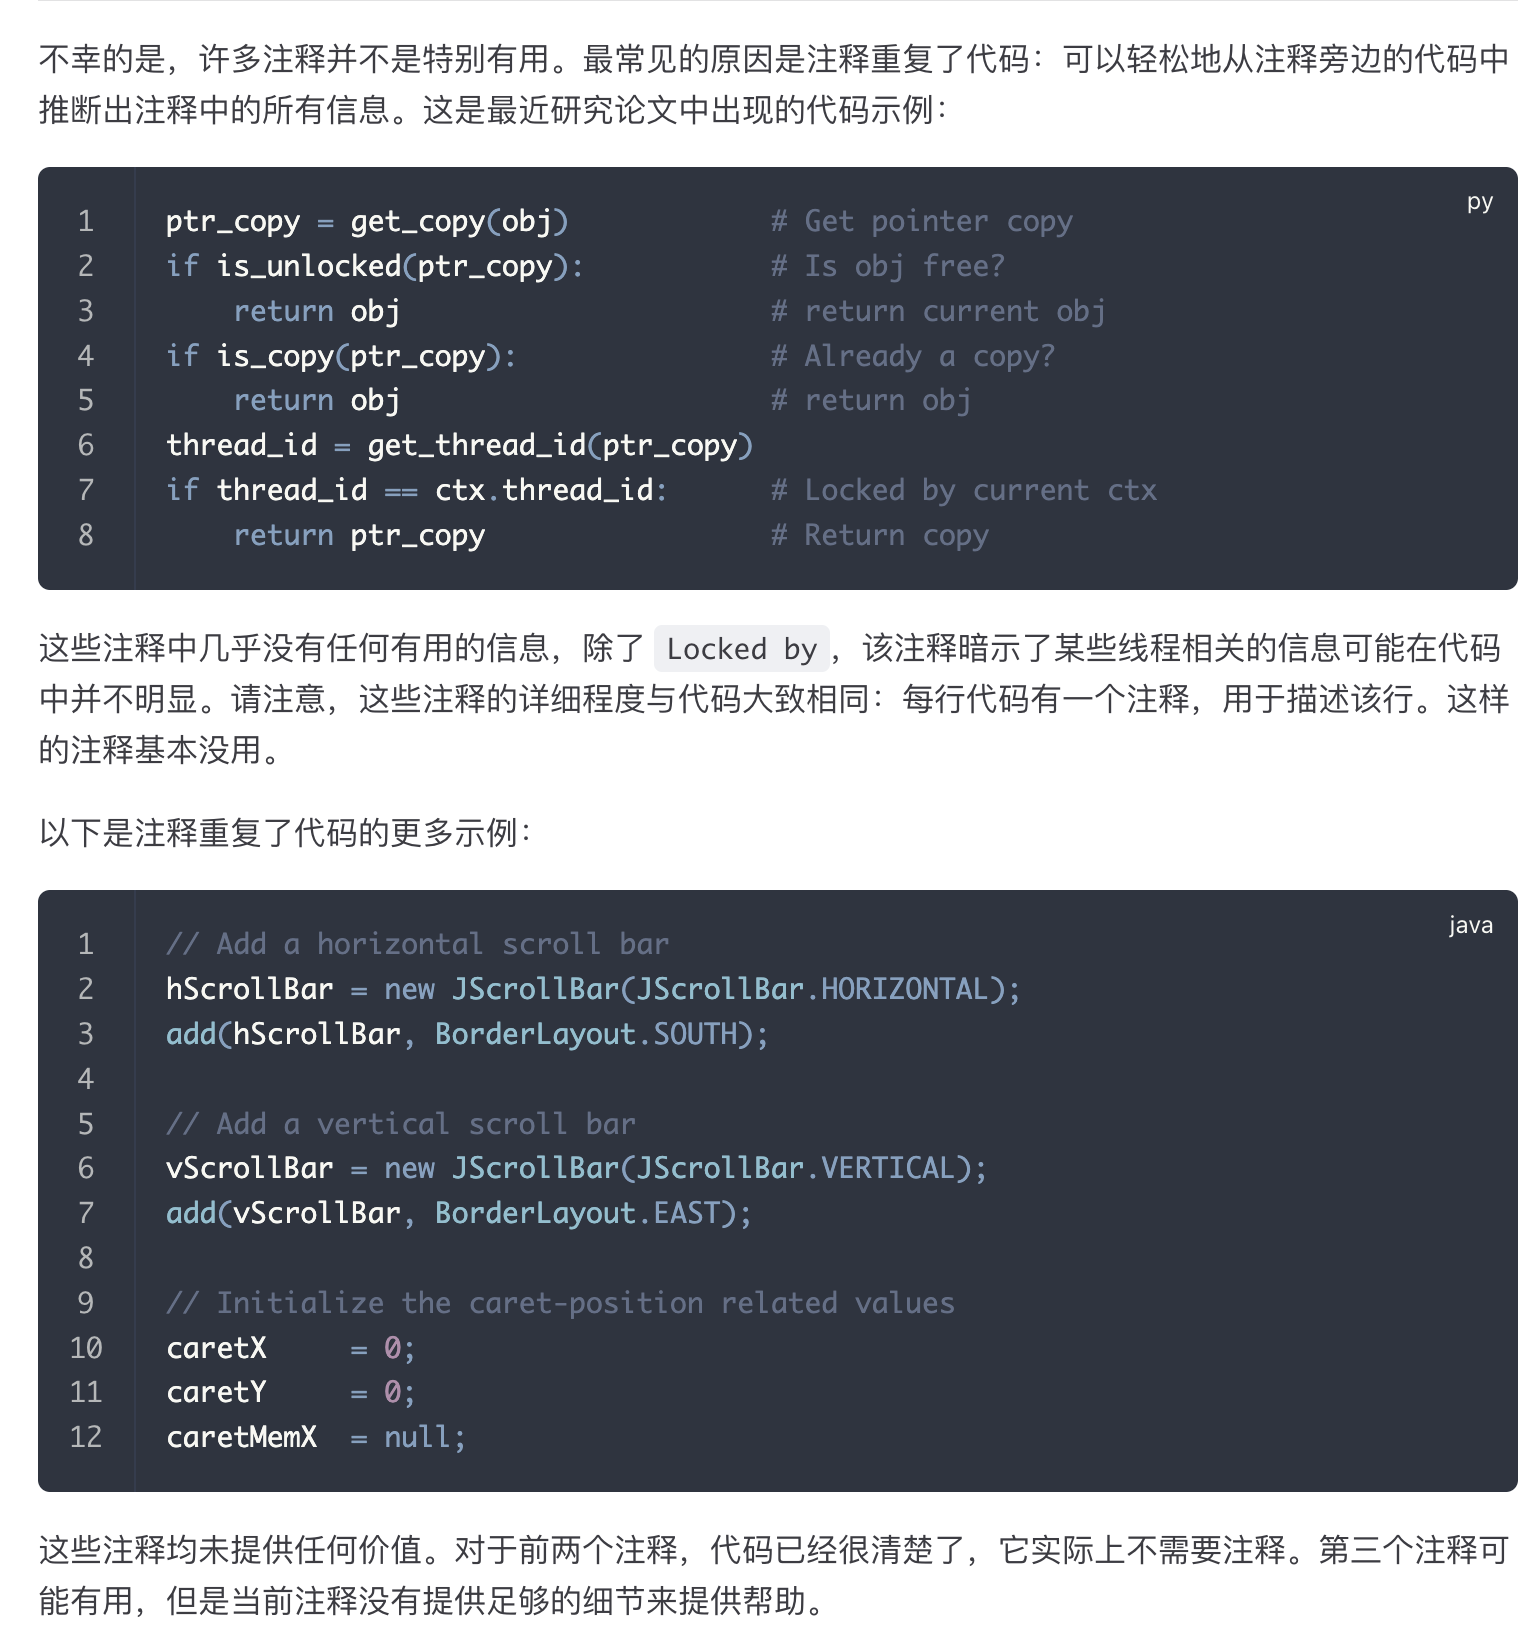 不幸的是，许多注释并不是特别有用。最常见的原因是注释重复了代码：可以轻松地从注释旁边的代码中
推断出注释中的所有信息。这是最近研究论文中出现的代码示例：
py
1 ptr_copy = get_copy(obj)            # Get pointer copy
2 if is_unlocked(ptr_copy):           # Is obj free?
3     return obj                      # return current obj
4 if is_copy(ptr_copy):               # Already a copy?
5     return obj                      # return obj
6 thread_id = get_thread_id(ptr_copy)
7 if thread_id == ctx.thread_id:      # Locked by current ctx
8     return ptr_copy                 # Return copy
这些注释中几乎没有任何有用的信息，除了 Locked by，该注释暗示了某些线程相关的信息可能在代码
中并不明显。请注意，这些注释的详细程度与代码大致相同：每行代码有一个注释，用于描述该行。这样
的注释基本没用。
以下是注释重复了代码的更多示例：
java
1 // Add a horizontal scroll bar
2 hScrollBar = new JScrollBar(JScrollBar.HORIZONTAL);
3 add(hScrollBar, BorderLayout.SOUTH);
4
5 // Add a vertical scroll bar
6 vScrollBar = new JScrollBar(JScrollBar.VERTICAL);
7 add(vScrollBar, BorderLayout.EAST);
8
9 // Initialize the caret-position related values
10 caretX     = 0;
11 caretY     = 0;
12 caretMemX  = null;
这些注释均未提供任何价值。对于前两个注释，代码已经很清楚了，它实际上不需要注释。第三个注释可
能有用，但是当前注释没有提供足够的细节来提供帮助。